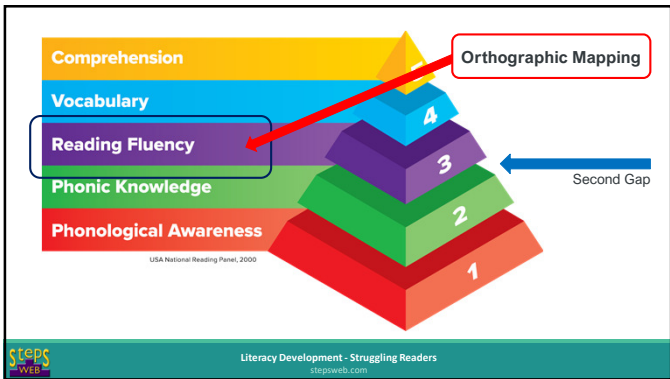 Comprehension
5
Orthographic Mapping
Vocabulary
4
Reading Fluency
3
Second Gap
Phonic Knowledge
2
Phonological Awareness
1
USA National Reading Panel, 2000
StepS
WEB
Literacy Development - Struggling Readers
stepsweb.com